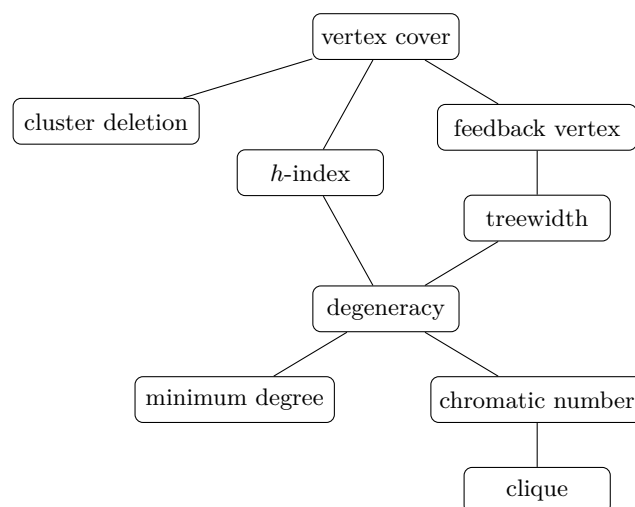 vertex cover
cluster deletion
feedback vertex
h-index
treewidth
degeneracy
minimum degree
chromatic number
clique